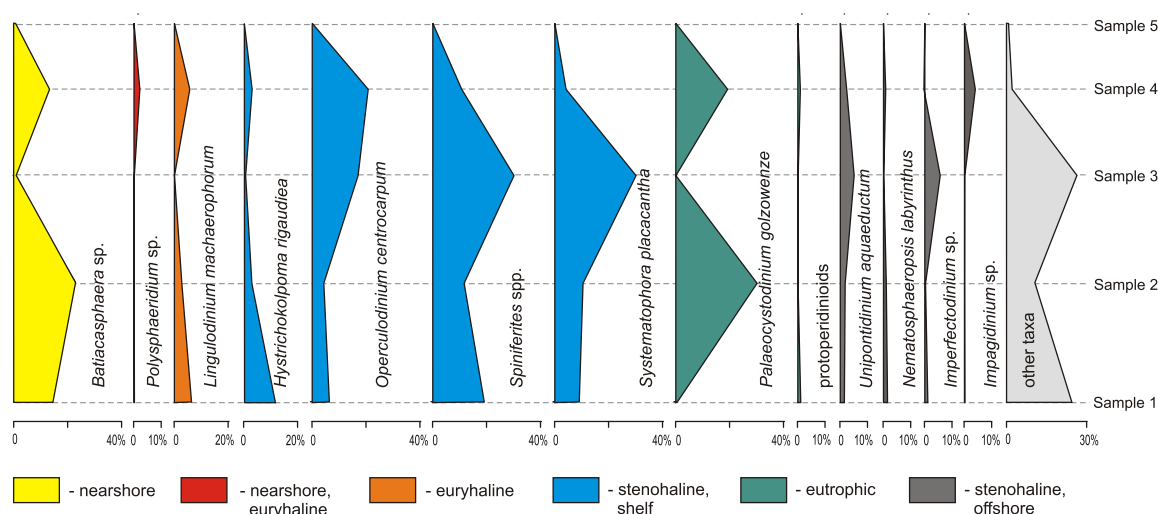 Sample 5
Sample 4
Sample 3
Sample 2
Sample 1
Batiacasphaera sp.
Polysphaeridium sp.
Lingulodinium machaerophorum
Hystrichokolpoma rigaudiea
Operculodinium centrocarpum
Spiniferites spp.
Systematophora placacantha
Palaeocystodinium golzowenze
protoperidinioids
Unipontidinium aquaeductum
Nematosphaeropsis labyrinthus
Imperfectodinium sp.
Impagidinium sp.
other taxa
0 40% 0 10% 0 20% 0 20% 0 40% 0 40% 0 40% 0 40% 0 10% 0 10% 0 10% 0 10% 0 10% 0 30%
- nearshore
- nearshore,
euryhaline
- euryhaline
- stenohaline,
shelf
- eutrophic
- stenohaline,
offshore